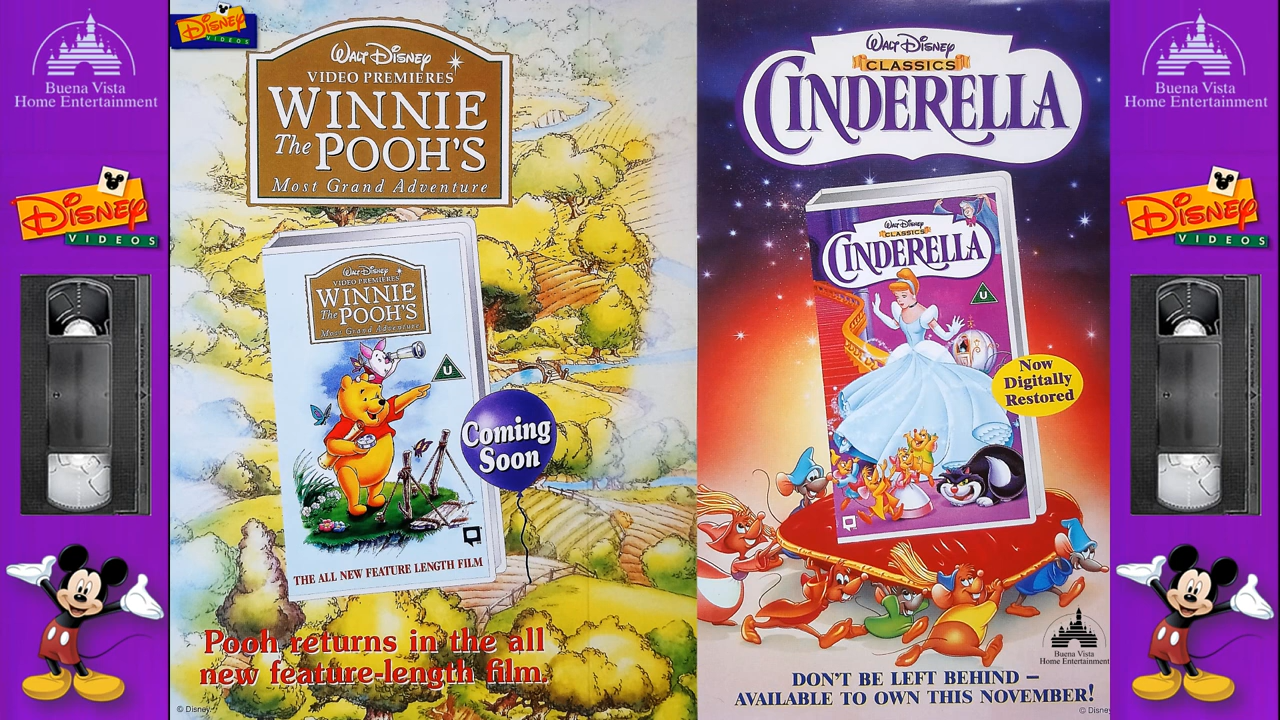 Buena Vista
Home Entertainment
DISNEY
VIDEOS
DISNEY
VIDEOS
WALT DISNEY
VIDEO PREMIERES
WINNIE
The POOH'S
Most Grand Adventure
WALT DISNEY
VIDEO PREMIERES
WINNIE
The POOH'S
Most Grand Adventure
U
Coming
Soon
THE ALL NEW FEATURE LENGTH FILM
Pooh returns in the all
new feature-length film.
© Disney.
WALT DISNEY
CLASSICS
CINDERELLA
WALT DISNEY
CLASSICS
CINDERELLA
U
Now
Digitally
Restored
Buena Vista
Home Entertainment
DON'T BE LEFT BEHIND –
AVAILABLE TO OWN THIS NOVEMBER!
© Disney
Buena Vista
Home Entertainment
DISNEY
VIDEOS